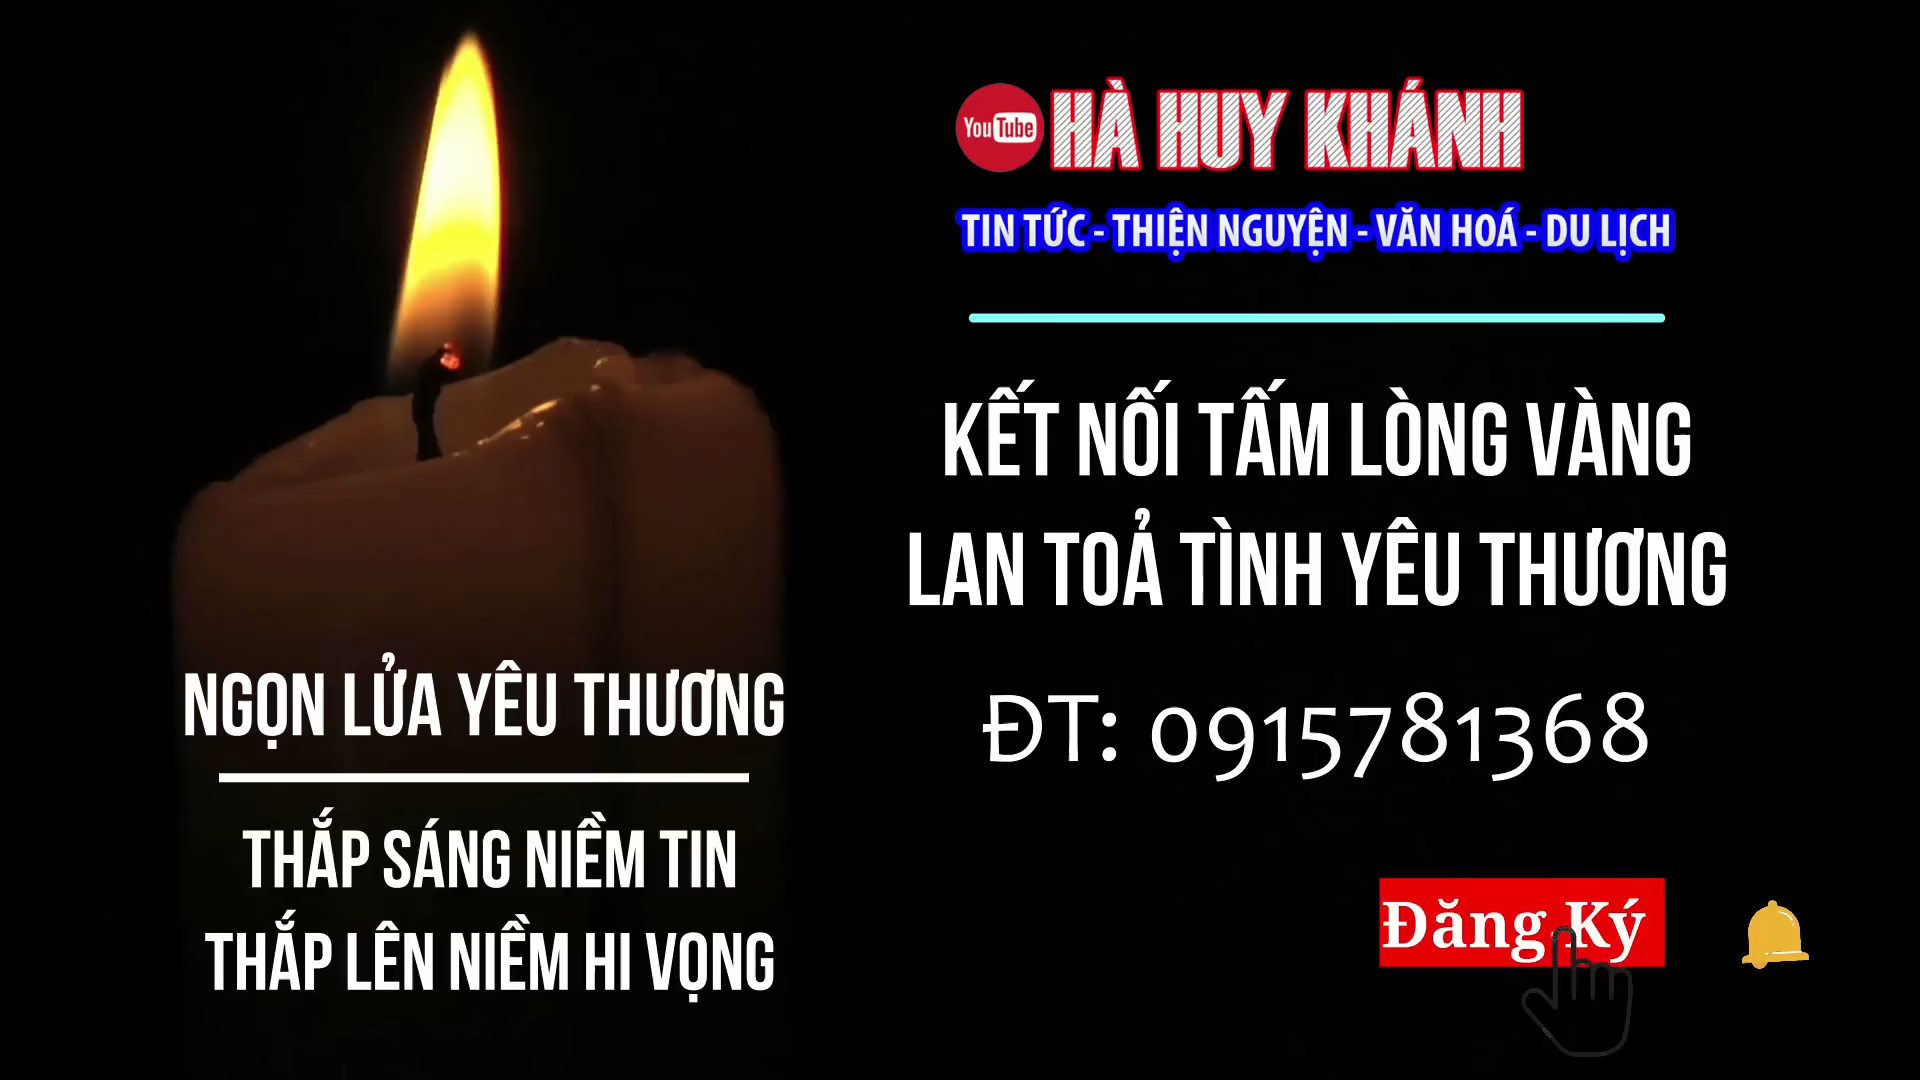 YouTube HÀ HUY KHÁNH
TIN TỨC - THIỆN NGUYỆN - VĂN HOÁ - DU LỊCH
KẾT NỐI TẤM LÒNG VÀNG
LAN TOẢ TÌNH YÊU THƯƠNG
ĐT: 0915781368
Đăng Ký
NGỌN LỬA YÊU THƯƠNG
THẮP SÁNG NIỀM TIN
THẮP LÊN NIỀM HI VỌNG